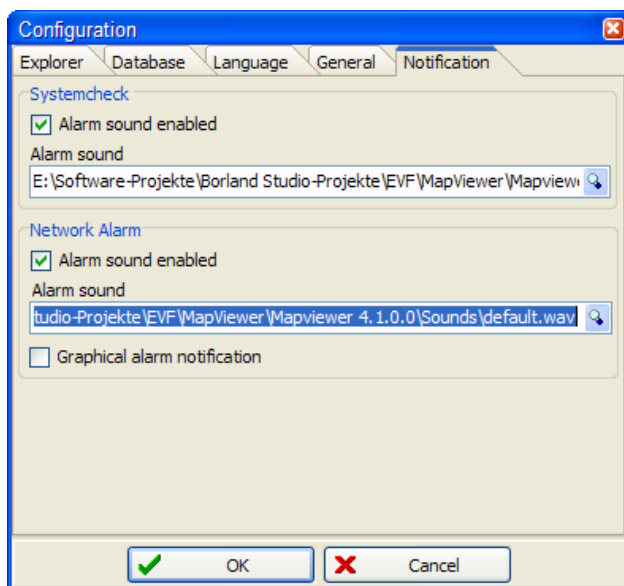 Configuration
Explorer Database Language General Notification
Systemcheck
Alarm sound enabled
Alarm sound
E:\Software-Projekte\Borland Studio-Projekte\EVF\MapViewer\Mapviewe
Network Alarm
Alarm sound enabled
Alarm sound
tudio-Projekte\EVF\MapViewer\Mapviewer 4.1.0.0\Sounds\default.wav
Graphical alarm notification
OK Cancel